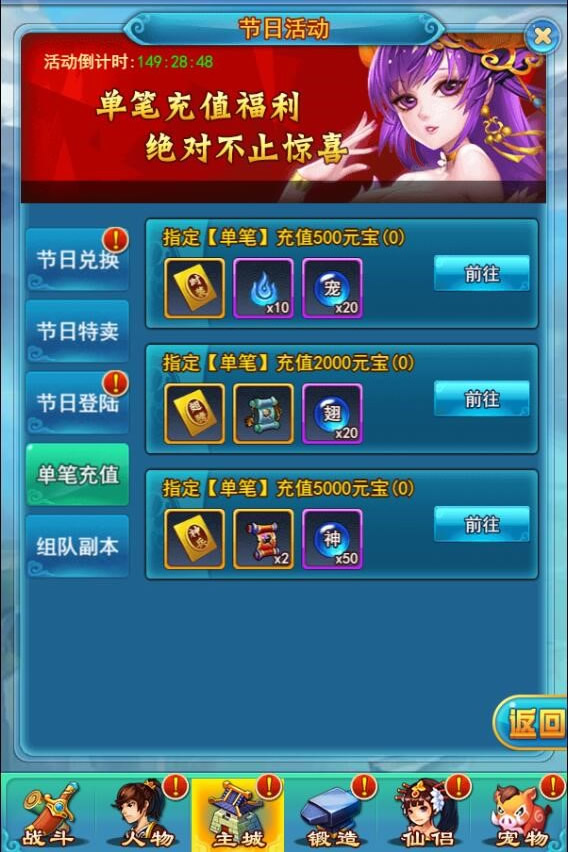 节日活动
活动倒计时:149:28:48
单笔充值福利
绝对不止惊喜
节日兑换
节日特卖
节日登陆
单笔充值
组队副本
指定【单笔】充值500元宝(0)
x10
宠
x20
前往
指定【单笔】充值2000元宝(0)
翅
x20
前往
指定【单笔】充值5000元宝(0)
神兵
x2
神
x50
前往
返回
战斗
人物
主城
锻造
仙侣
宠物